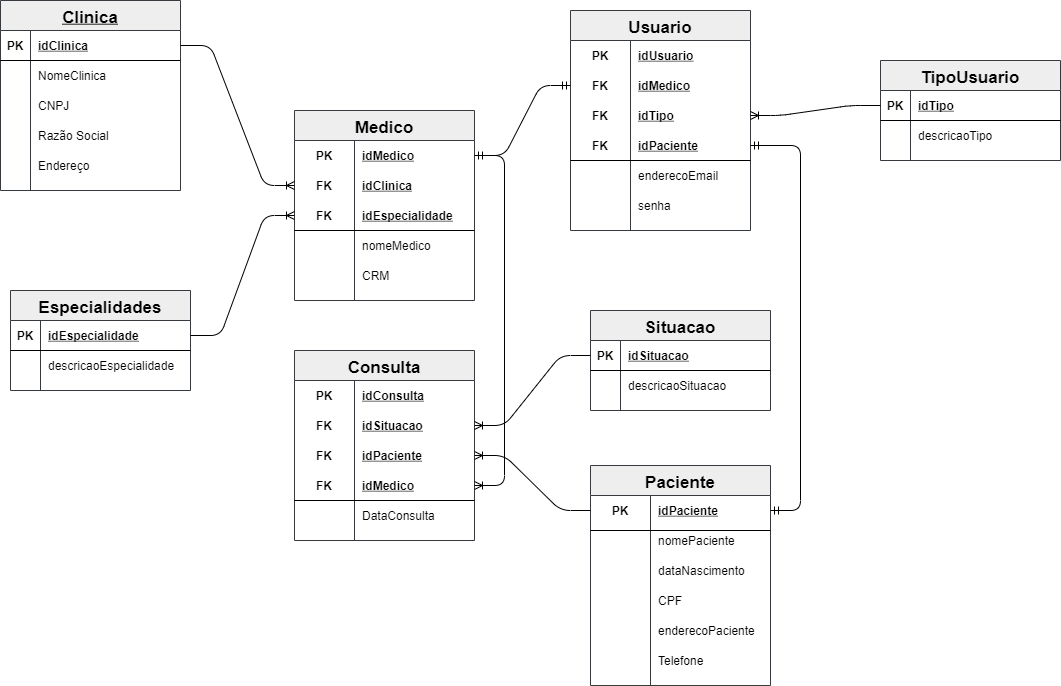 Clinica
PK idClinica
NomeClinica
CNPJ
Razão Social
Endereço
Especialidades
PK idEspecialidade
descricaoEspecialidade
Medico
PK idMedico
FK idClinica
FK idEspecialidade
nomeMedico
CRM
Consulta
PK idConsulta
FK idSituacao
FK idPaciente
FK idMedico
DataConsulta
Usuario
PK idUsuario
FK idMedico
FK idTipo
FK idPaciente
enderecoEmail
senha
TipoUsuario
PK idTipo
descricaoTipo
Situacao
PK idSituacao
descricaoSituacao
Paciente
PK idPaciente
nomePaciente
dataNascimento
CPF
enderecoPaciente
Telefone